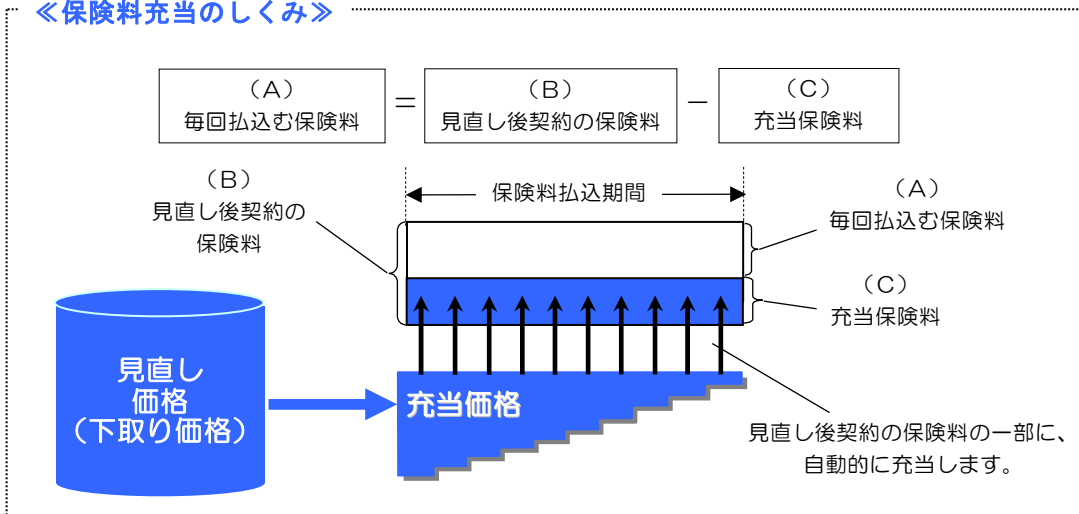 ≪保険料充当のしくみ≫
（A）
毎回払込む保険料
＝
（B）
見直し後契約の保険料
－
（C）
充当保険料
（B）
見直し後契約の
保険料
保険料払込期間
（A）
毎回払込む保険料
（C）
充当保険料
見直し
価格
（下取り価格）
充当価格
見直し後契約の保険料の一部に、
自動的に充当します。